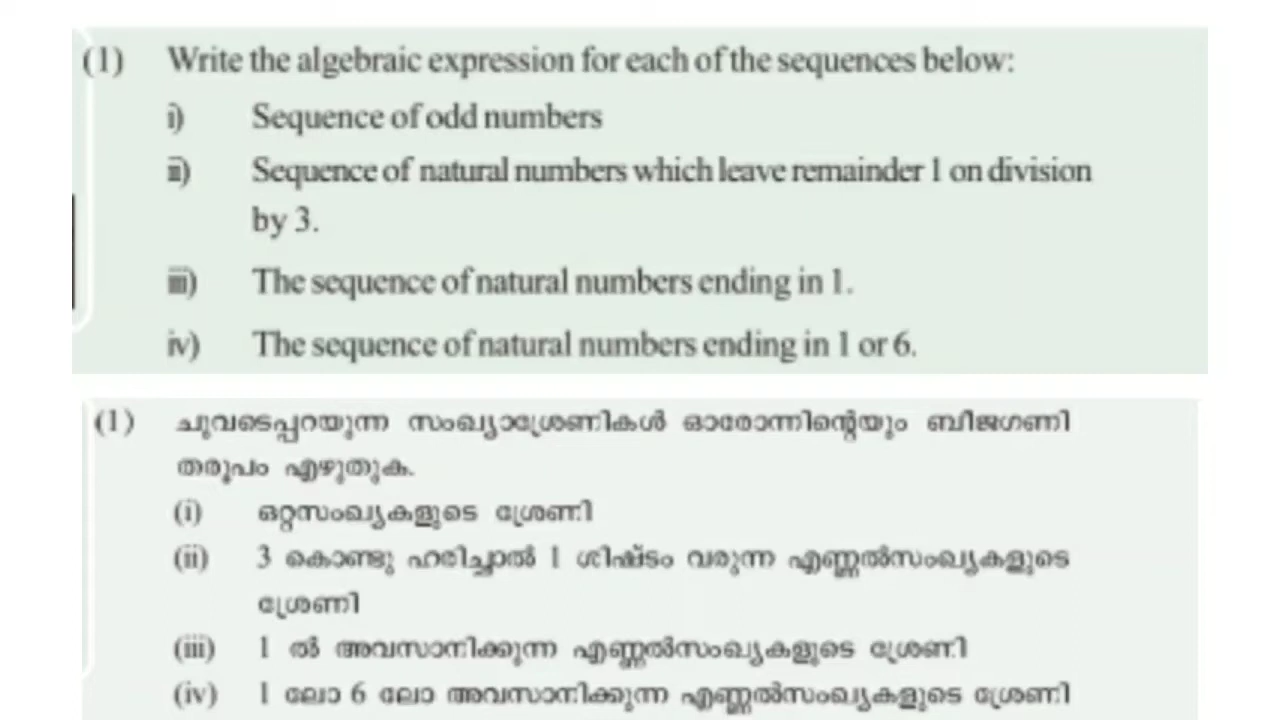 (1) Write the algebraic expression for each of the sequences below:
i) Sequence of odd numbers
ii) Sequence of natural numbers which leave remainder 1 on division
by 3.
iii) The sequence of natural numbers ending in 1.
iv) The sequence of natural numbers ending in 1 or 6.
(1) ചുവടെപ്പറയുന്ന സംഖ്യാശ്രേണികൾ ഓരോന്നിന്റെയും ബീജഗണി
തരൂപം എഴുതുക.
(i) ഒറ്റസംഖ്യകളുടെ ശ്രേണി
(ii) 3 കൊണ്ടു ഹരിച്ചാൽ 1 ശിഷ്ടം വരുന്ന എണ്ണൽസംഖ്യകളുടെ
ശ്രേണി
(iii) 1 ൽ അവസാനിക്കുന്ന എണ്ണൽസംഖ്യകളുടെ ശ്രേണി
(iv) 1 ലോ 6 ലോ അവസാനിക്കുന്ന എണ്ണൽസംഖ്യകളുടെ ശ്രേണി